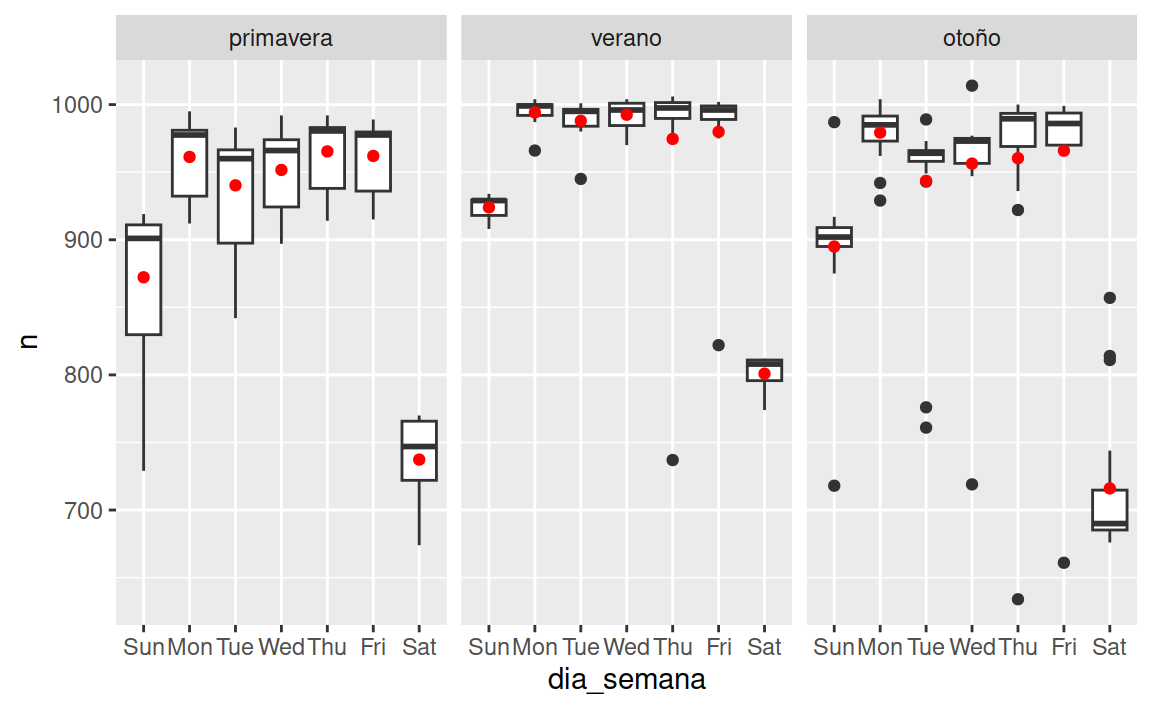 primavera verano otoño
n
1000
900
800
700
Sun Mon Tue Wed Thu Fri Sat Sun Mon Tue Wed Thu Fri Sat Sun Mon Tue Wed Thu Fri Sat
dia_semana